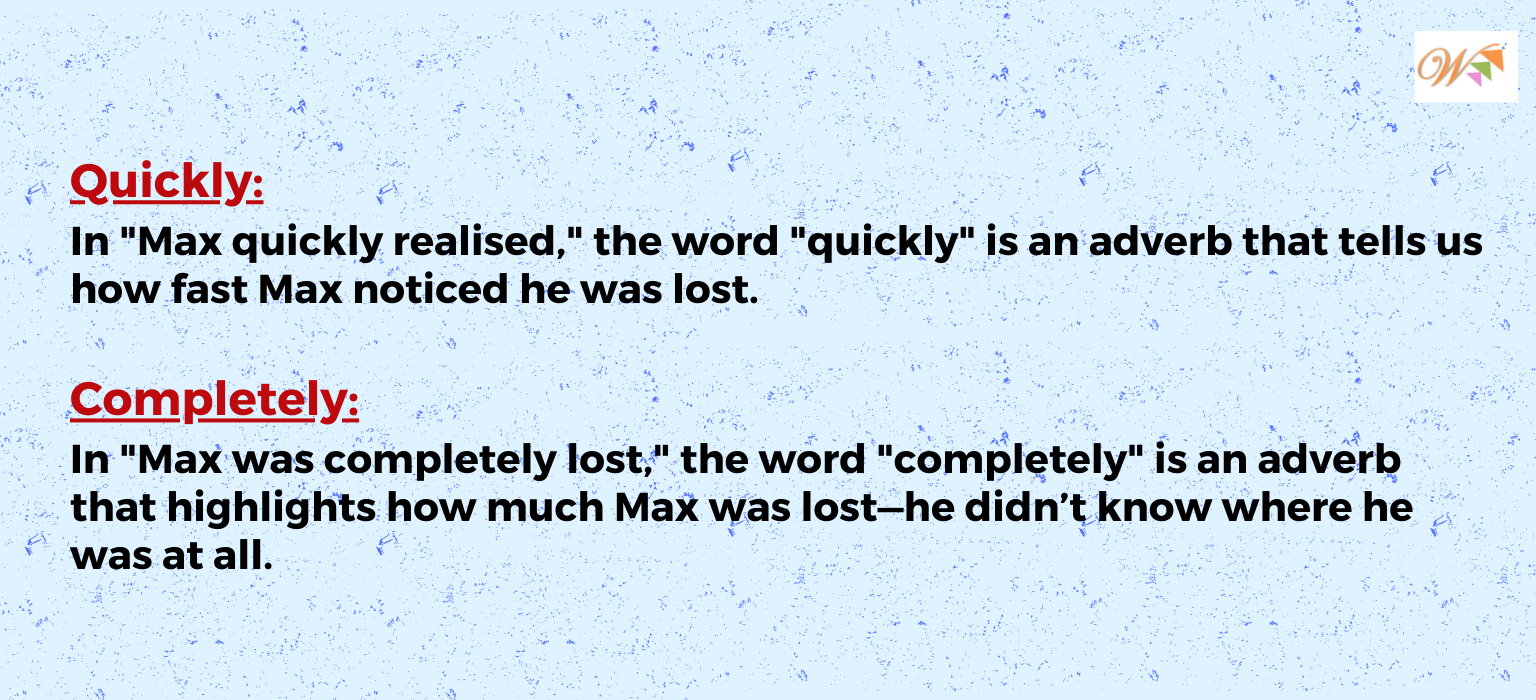 W
Quickly:
In "Max quickly realised," the word "quickly" is an adverb that tells us
how fast Max noticed he was lost.
Completely:
In "Max was completely lost," the word "completely" is an adverb
that highlights how much Max was lost—he didn’t know where he
was at all.